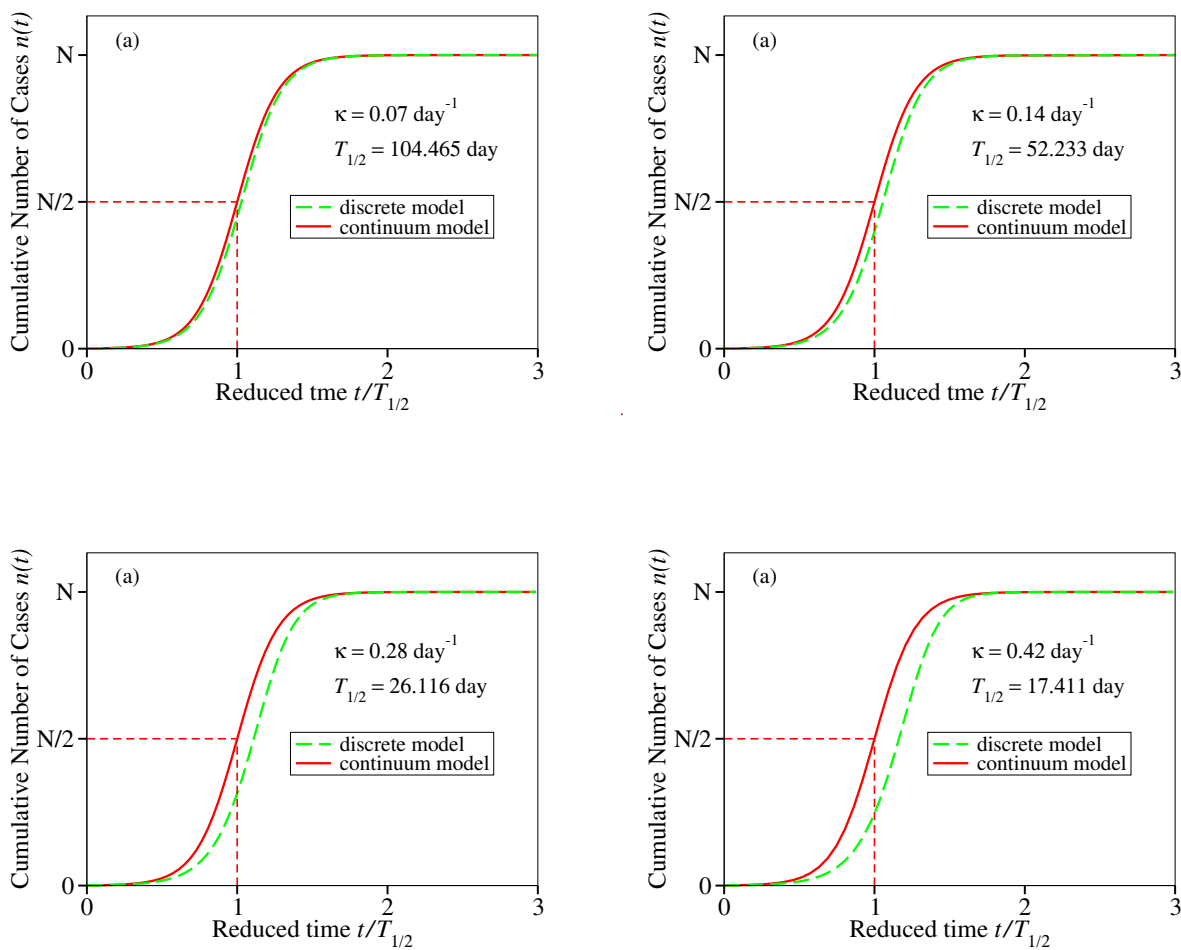 (a)
Cumulative Number of Cases n(t)
N
N/2
0
κ = 0.07 day-1
T1/2 = 104.465 day
discrete model
continuum model
0 1 2 3
Reduced tme t/T1/2
(a)
Cumulative Number of Cases n(t)
N
N/2
0
κ = 0.14 day-1
T1/2 = 52.233 day
discrete model
continuum model
0 1 2 3
Reduced tme t/T1/2
(a)
Cumulative Number of Cases n(t)
N
N/2
0
κ = 0.28 day-1
T1/2 = 26.116 day
discrete model
continuum model
0 1 2 3
Reduced time t/T1/2
(a)
Cumulative Number of Cases n(t)
N
N/2
0
κ = 0.42 day-1
T1/2 = 17.411 day
discrete model
continuum model
0 1 2 3
Reduced time t/T1/2